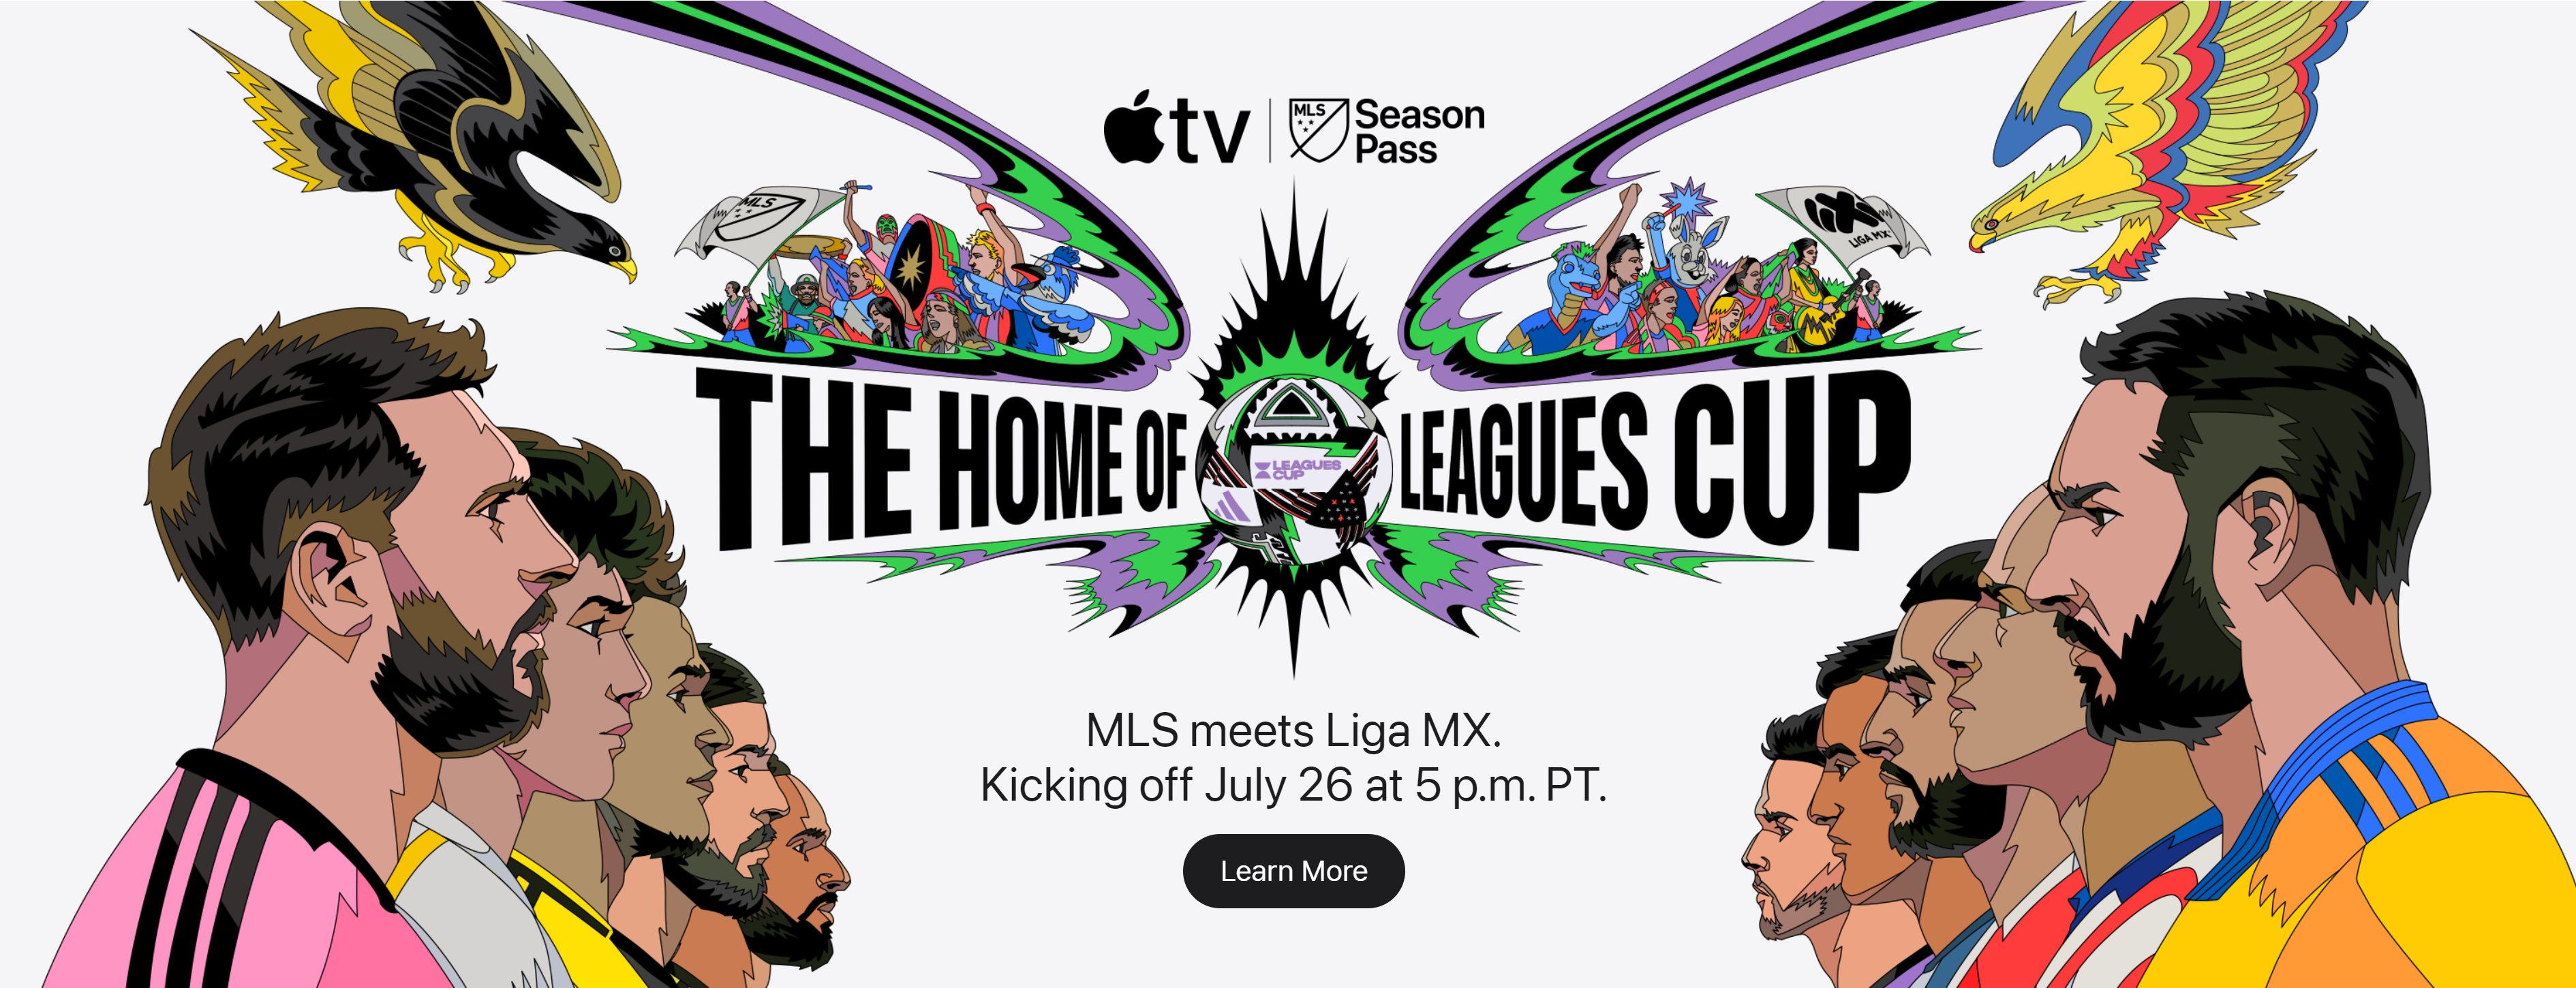 tv
MLS
Season
Pass
MLS
LIGA MX
THE HOME OF LEAGUES CUP
LEAGUES
CUP
MLS meets Liga MX.
Kicking off July 26 at 5 p.m. PT.
Learn More